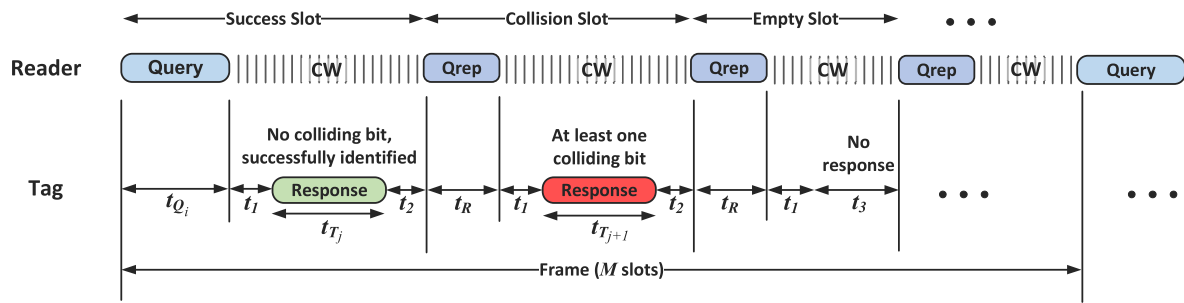 Success Slot Collision Slot Empty Slot • • •
Reader Query CW Qrep CW Qrep CW Qrep CW Query
No colliding bit,
successfully identified
At least one
colliding bit
No
response
Tag Response Response • • • • • •
t_{Q_i} t_1 t_2 t_R t_1 t_2 t_R t_1 t_3
t_{T_j} t_{T_{j+1}}
Frame (M slots)